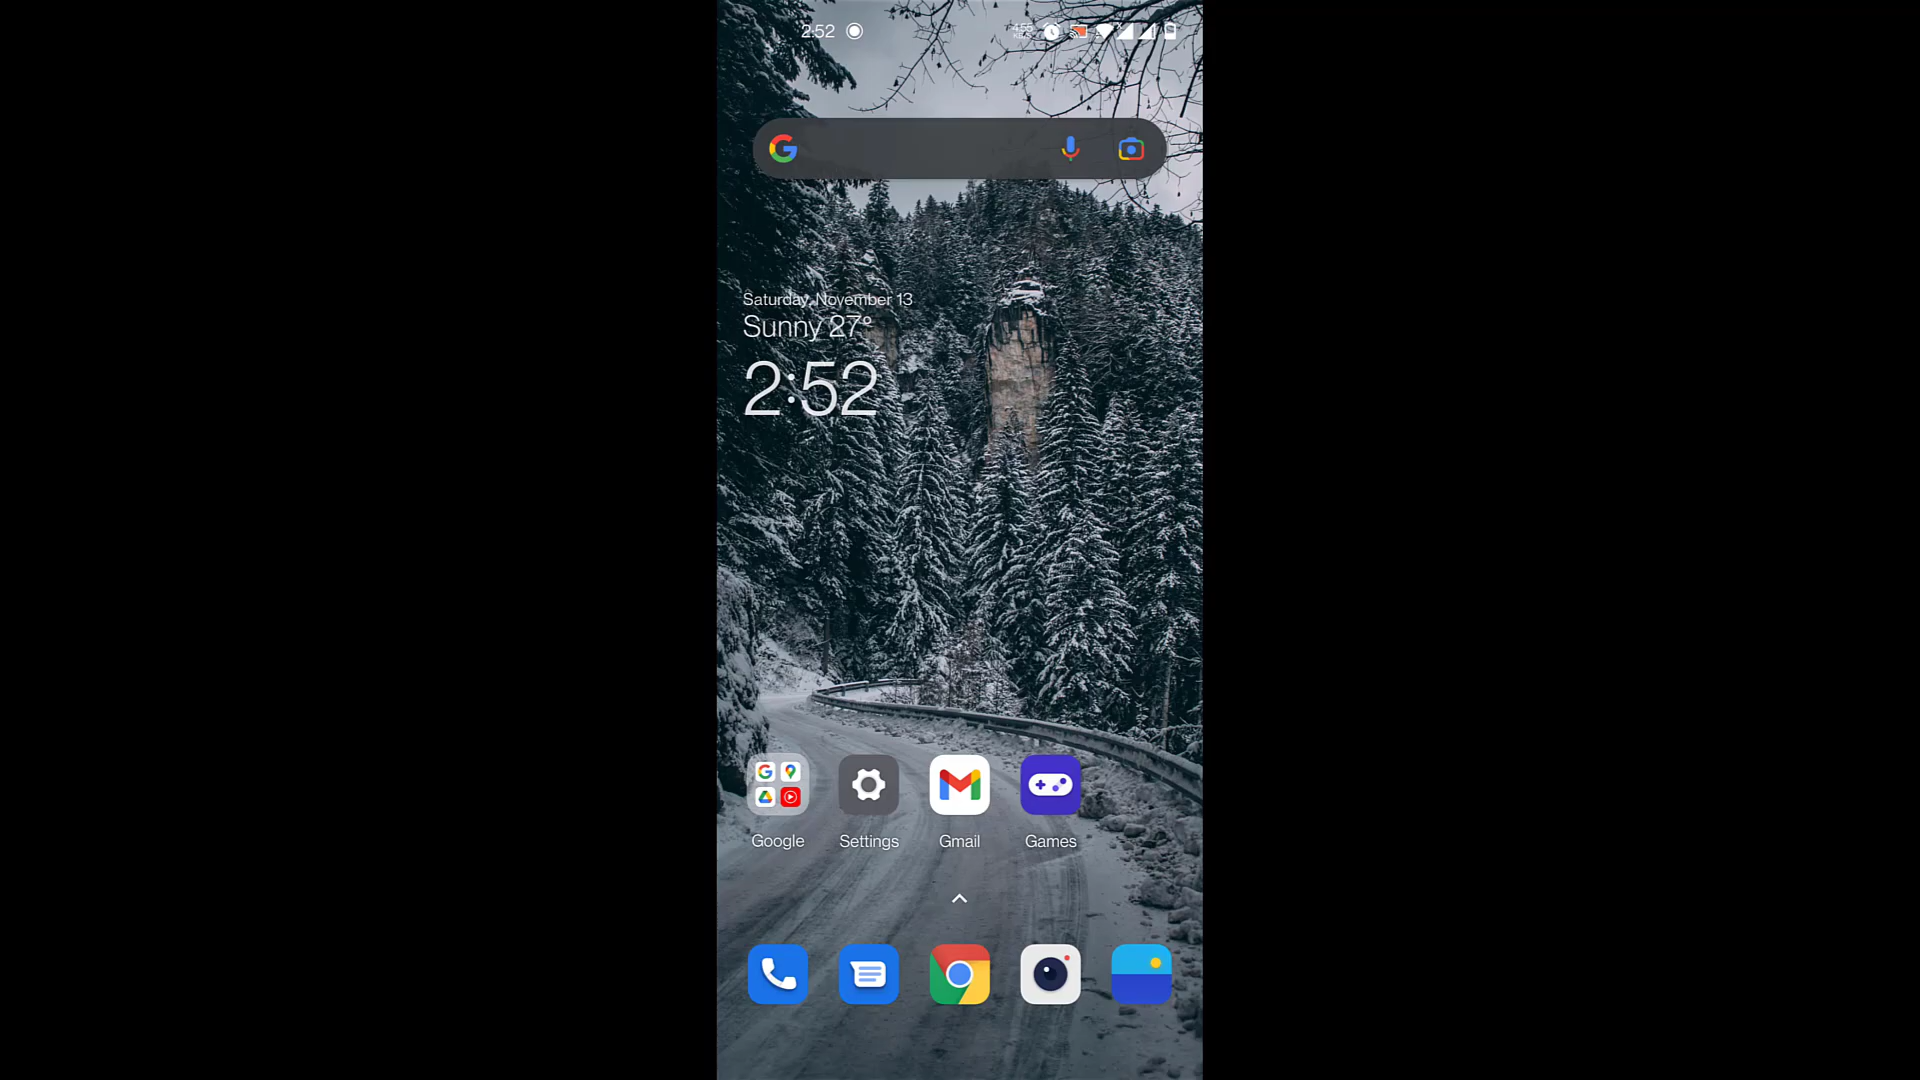 2:52
Saturday, November 13
Sunny 27°
2:52
Google
Settings
Gmail
Games